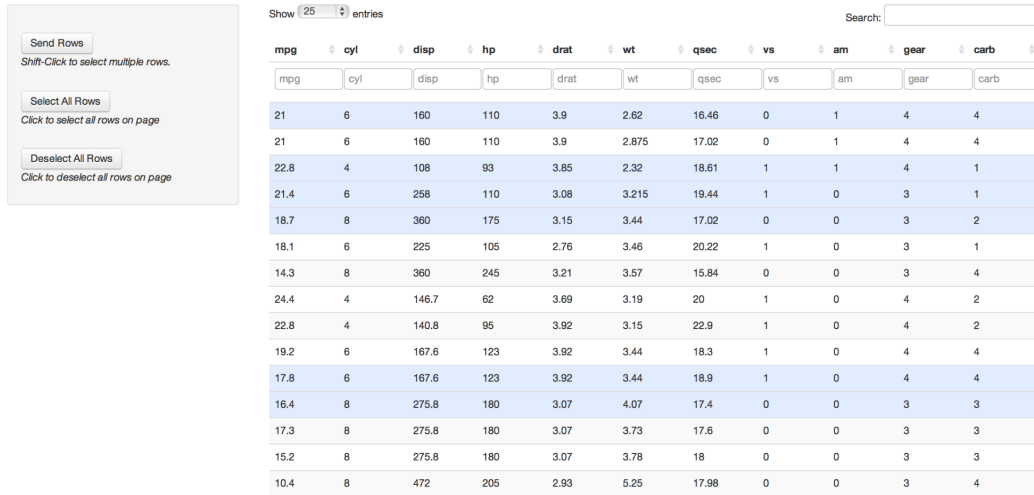 Send Rows
Shift-Click to select multiple rows.
Select All Rows
Click to select all rows on page
Deselect All Rows
Click to deselect all rows on page
Show 25 entries
Search:
mpg cyl disp hp drat wt qsec vs am gear carb
mpg cyl disp hp drat wt qsec vs am gear carb
21 6 160 110 3.9 2.62 16.46 0 1 4 4
21 6 160 110 3.9 2.875 17.02 0 1 4 4
22.8 4 108 93 3.85 2.32 18.61 1 1 4 1
21.4 6 258 110 3.08 3.215 19.44 1 0 3 1
18.7 8 360 175 3.15 3.44 17.02 0 0 3 2
18.1 6 225 105 2.76 3.46 20.22 1 0 3 1
14.3 8 360 245 3.21 3.57 15.84 0 0 3 4
24.4 4 146.7 62 3.69 3.19 20 1 0 4 2
22.8 4 140.8 95 3.92 3.15 22.9 1 0 4 2
19.2 6 167.6 123 3.92 3.44 18.3 1 0 4 4
17.8 6 167.6 123 3.92 3.44 18.9 1 0 4 4
16.4 8 275.8 180 3.07 4.07 17.4 0 0 3 3
17.3 8 275.8 180 3.07 3.73 17.6 0 0 3 3
15.2 8 275.8 180 3.07 3.78 18 0 0 3 3
10.4 8 472 205 2.93 5.25 17.98 0 0 3 4